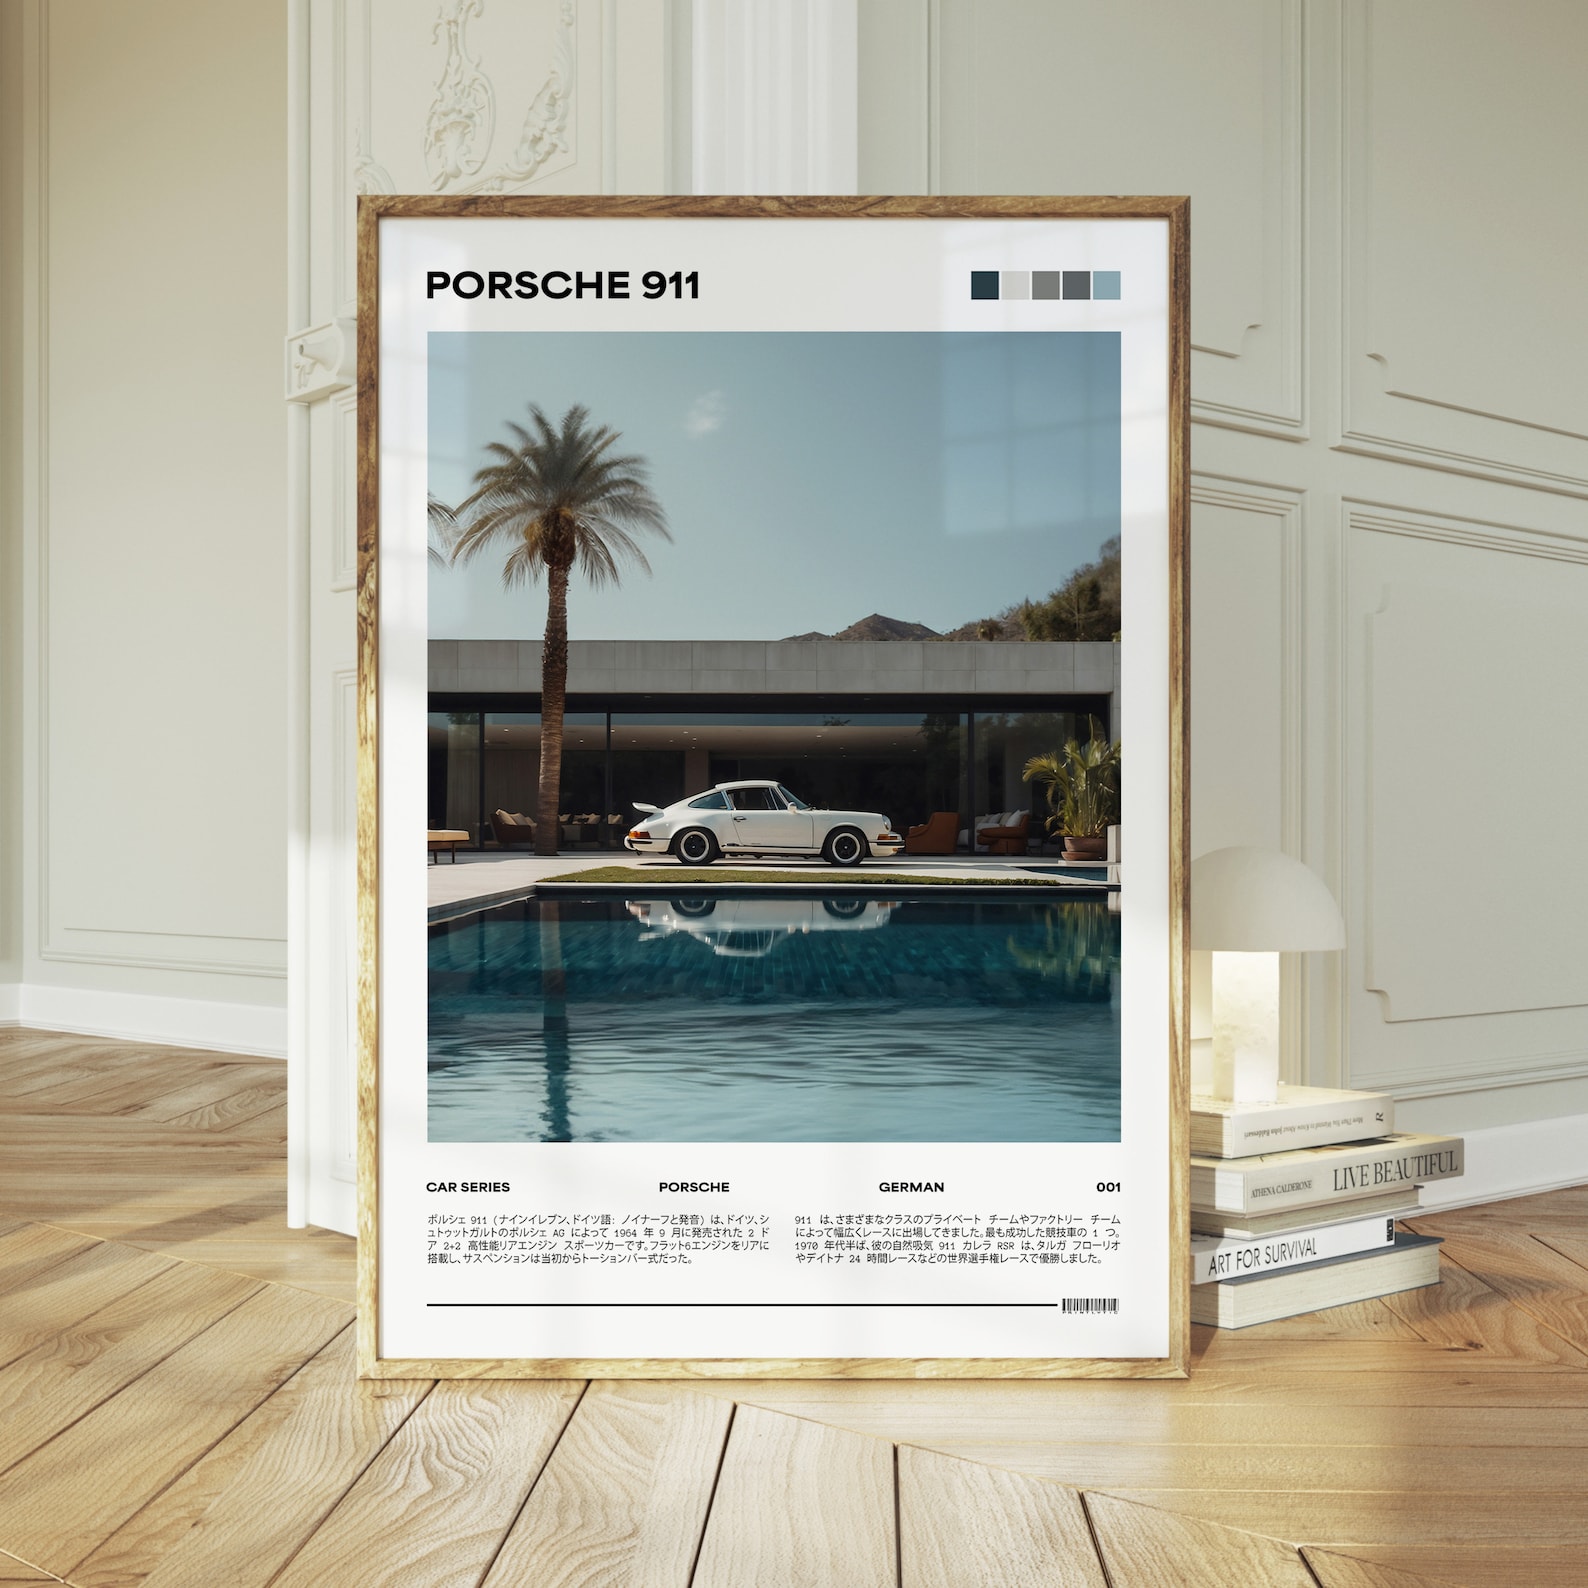 PORSCHE 911
CAR SERIES
PORSCHE
GERMAN
001
ポルシェ 911 (ナインイレブン、ドイツ語: ノイナーフと発音) は、ドイツ、シ
ュトゥットガルトのポルシェ AG によって 1964 年 9 月に発売された 2 ド
ア 2+2 高性能リアエンジン スポーツカーです。フラット6エンジンをリアに
搭載し、サスペンションは当初からトーションバー式だった。
911 は、さまざまなクラスのプライベート チームやファクトリー チーム
によって幅広くレースに出場してきました。最も成功した競技車の 1 つ。
1970 年代半ば、彼の自然吸気 911 カレラ RSR は、タルガ フローリオ
やデイトナ 24 時間レースなどの世界選手権レースで優勝しました。
PRINTLYTIC
More Than You Wanted to Know About John Baldessari
ATHENA CALDERONE LIVE BEAUTIFUL
ART FOR SURVIVAL